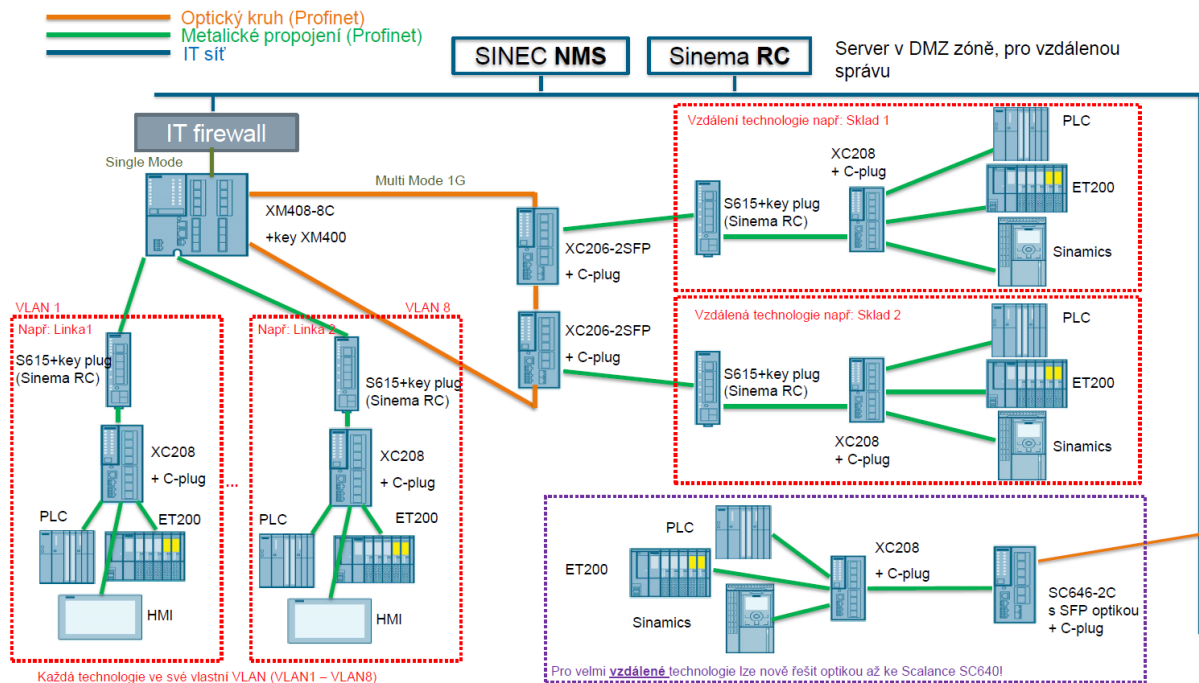 Optický kruh (Profinet)
Metalické propojení (Profinet)
IT síť
SINEC NMS
Sinema RC
Server v DMZ zóně, pro vzdálenou
správu
IT firewall
Single Mode
Multi Mode 1G
XM408-8C
+key XM400
XC206-2SFP
+ C-plug
XC206-2SFP
+ C-plug
Vzdálení technologie např: Sklad 1
S615+key plug
(Sinema RC)
XC208
+ C-plug
PLC
ET200
Sinamics
Vzdálená technologie např: Sklad 2
S615+key plug
(Sinema RC)
XC208
+ C-plug
PLC
ET200
Sinamics
VLAN 1
Např: Linka1
S615+key plug
(Sinema RC)
XC208
+ C-plug
PLC
ET200
HMI
...
VLAN 8
Např: Linka 2
S615+key plug
(Sinema RC)
XC208
+ C-plug
PLC
ET200
HMI
Každá technologie ve své vlastní VLAN (VLAN1 – VLAN8)
PLC
ET200
Sinamics
XC208
+ C-plug
SC646-2C
s SFP optikou
+ C-plug
Pro velmi vzdálené technologie lze nově řešit optikou až ke Scalance SC640!